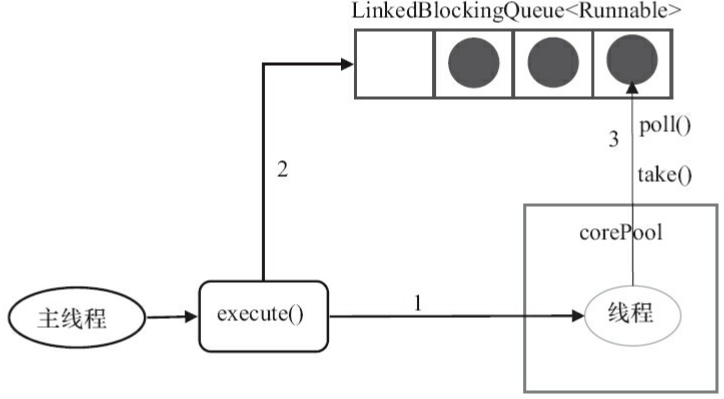 LinkedBlockingQueue<Runnable>
poll()
3
take()
2
corePool
主线程
execute()
1
线程